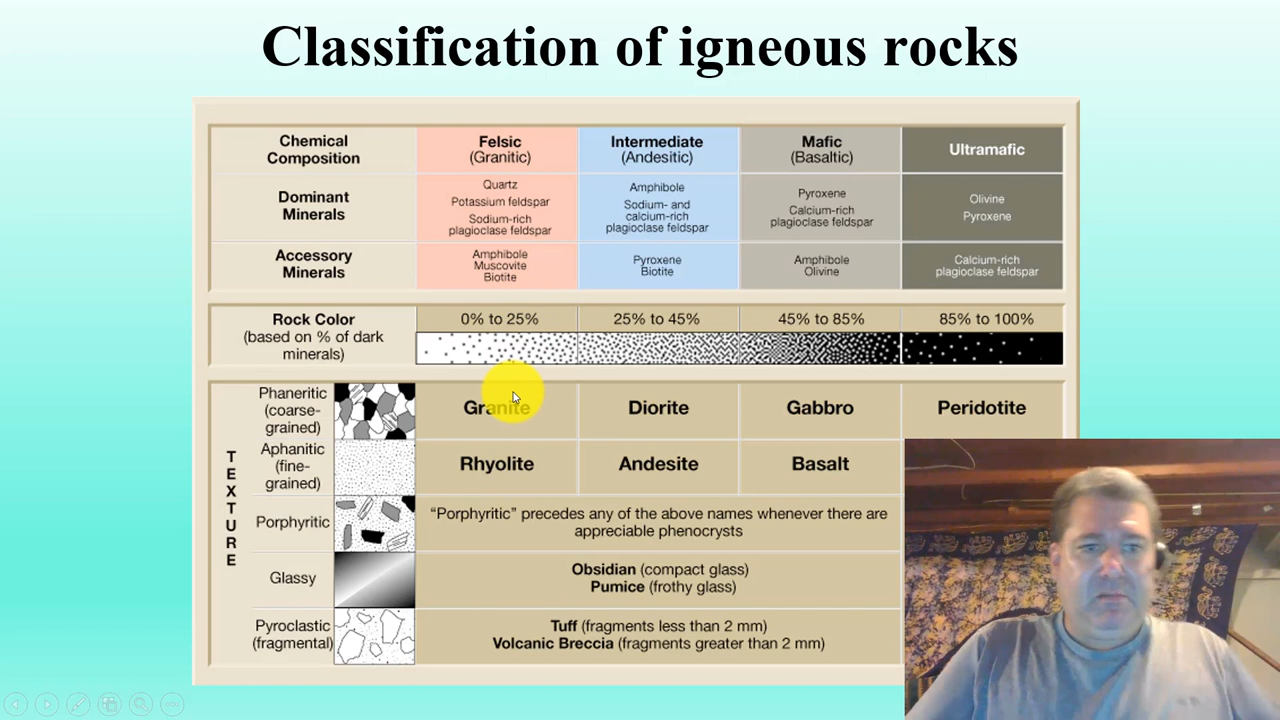 Classification of igneous rocks
Chemical
Composition
Felsic
(Granitic)
Intermediate
(Andesitic)
Mafic
(Basaltic)
Ultramafic
Dominant
Minerals
Quartz
Potassium feldspar
Sodium-rich
plagioclase feldspar
Amphibole
Sodium- and
calcium-rich
plagioclase feldspar
Pyroxene
Calcium-rich
plagioclase feldspar
Olivine
Pyroxene
Accessory
Minerals
Amphibole
Muscovite
Biotite
Pyroxene
Biotite
Amphibole
Olivine
Calcium-rich
plagioclase feldspar
Rock Color
(based on % of dark
minerals)
0% to 25%
25% to 45%
45% to 85%
85% to 100%
TEXTURE
Phaneritic
(coarse-
grained)
Granite
Diorite
Gabbro
Peridotite
Aphanitic
(fine-
grained)
Rhyolite
Andesite
Basalt
Porphyritic
“Porphyritic” precedes any of the above names whenever there are
appreciable phenocrysts
Glassy
Obsidian (compact glass)
Pumice (frothy glass)
Pyroclastic
(fragmental)
Tuff (fragments less than 2 mm)
Volcanic Breccia (fragments greater than 2 mm)